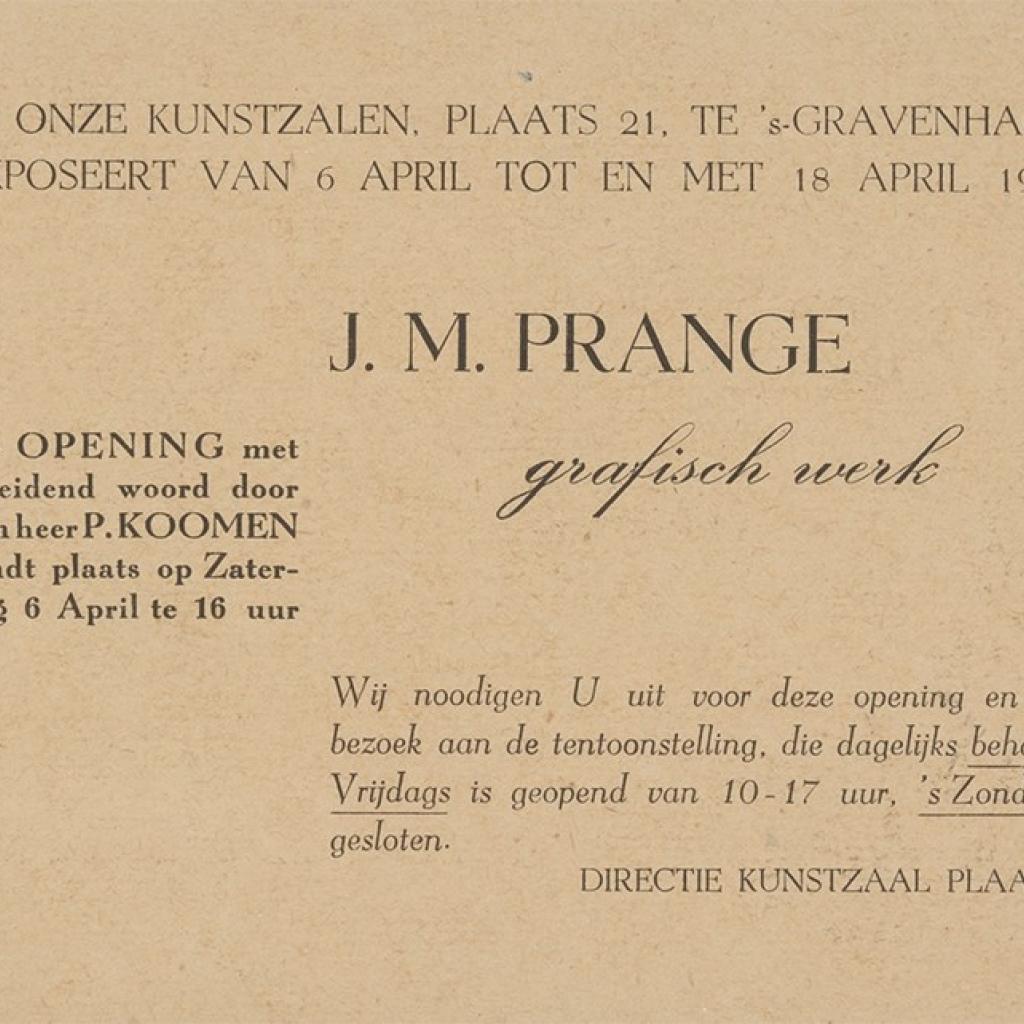 ONZE KUNSTZALEN, PLAATS 21, TE 's-GRAVENHA
XPOSEERT VAN 6 APRIL TOT EN MET 18 APRIL 19
J. M. PRANGE
grafisch werk
OPENING met
eidend woord door
heer P. KOOMEN
dt plaats op Zater-
g 6 April te 16 uur
Wij noodigen U uit voor deze opening en
bezoek aan de tentoonstelling, die dagelijks beh
Vrijdags is geopend van 10-17 uur, 's Zond
gesloten.
DIRECTIE KUNSTZAAL PLAA